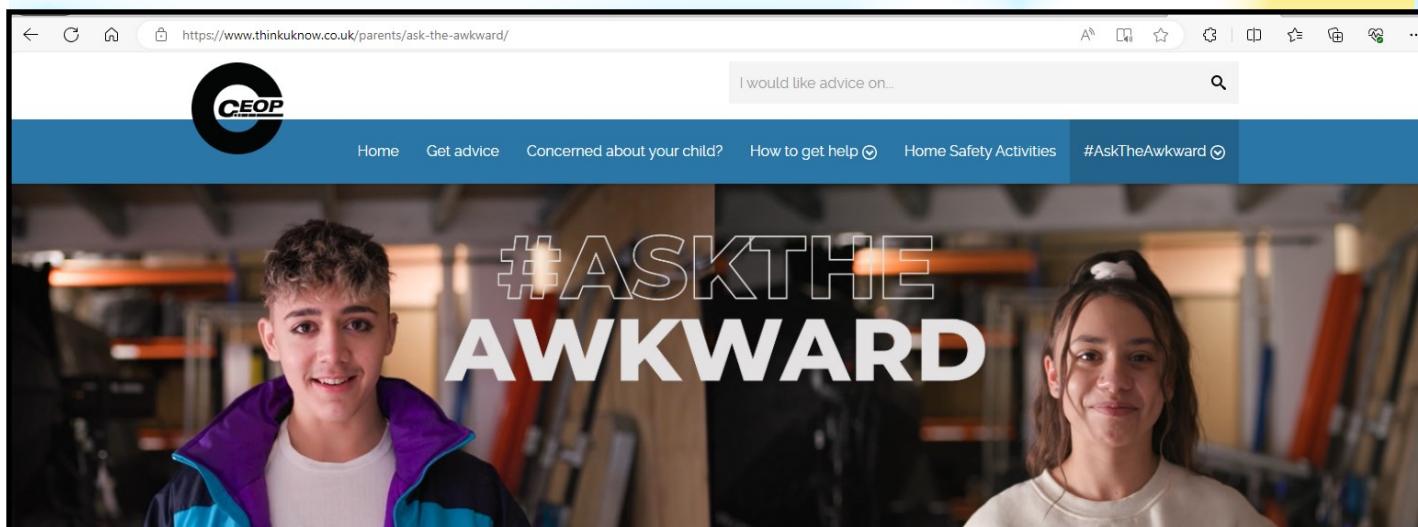 https://www.thinkuknow.co.uk/parents/ask-the-awkward/
CEOP
I would like advice on...
Home Get advice Concerned about your child? How to get help Home Safety Activities #AskTheAwkward
#ASKTHE
AWKWARD